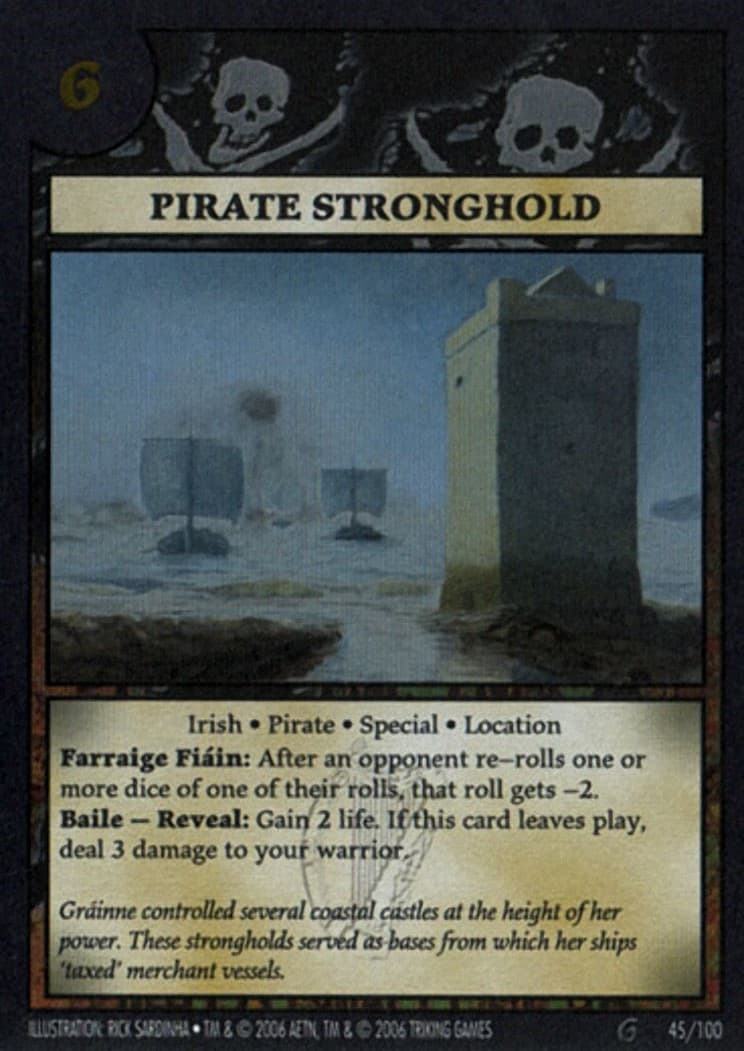 6
PIRATE STRONGHOLD
Irish • Pirate • Special • Location
Farraige Fiáin: After an opponent re–rolls one or
more dice of one of their rolls, that roll gets –2.
Baile – Reveal: Gain 2 life. If this card leaves play,
deal 3 damage to your warrior.
Gráinne controlled several coastal castles at the height of her
power. These strongholds served as bases from which her ships
‘taxed’ merchant vessels.
ILLUSTRATION: RICK SARDINHA • TM & © 2006 AETN, TM & © 2006 TRIKING GAMES
G 45/100